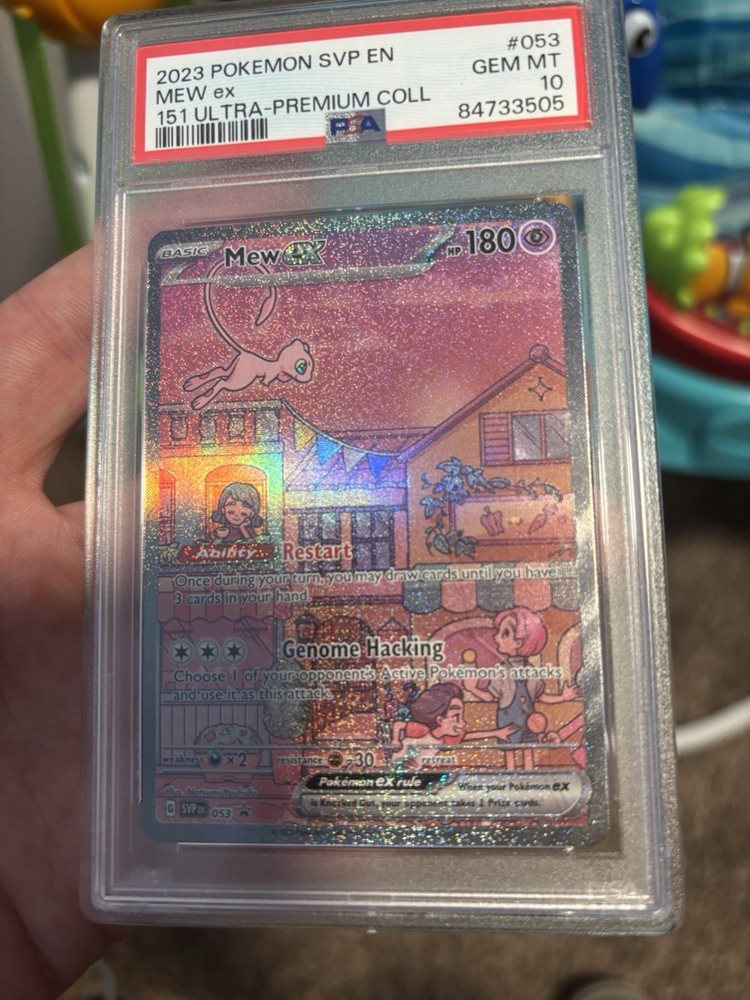 2023 POKEMON SVP EN #053
MEW ex GEM MT
151 ULTRA-PREMIUM COLL 10
PSA 84733505
BASIC Mew ex HP 180
Ability Restart
Once during your turn, you may draw cards until you have
3 cards in your hand.
Genome Hacking
Choose 1 of your opponent's Active Pokémon's attacks
and use it as this attack.
weakness ×2 resistance -30 retreat
Pokémon ex rule When your Pokémon ex
is Knocked Out, your opponent takes 2 Prize cards.
Illus.
G SVP EN 053